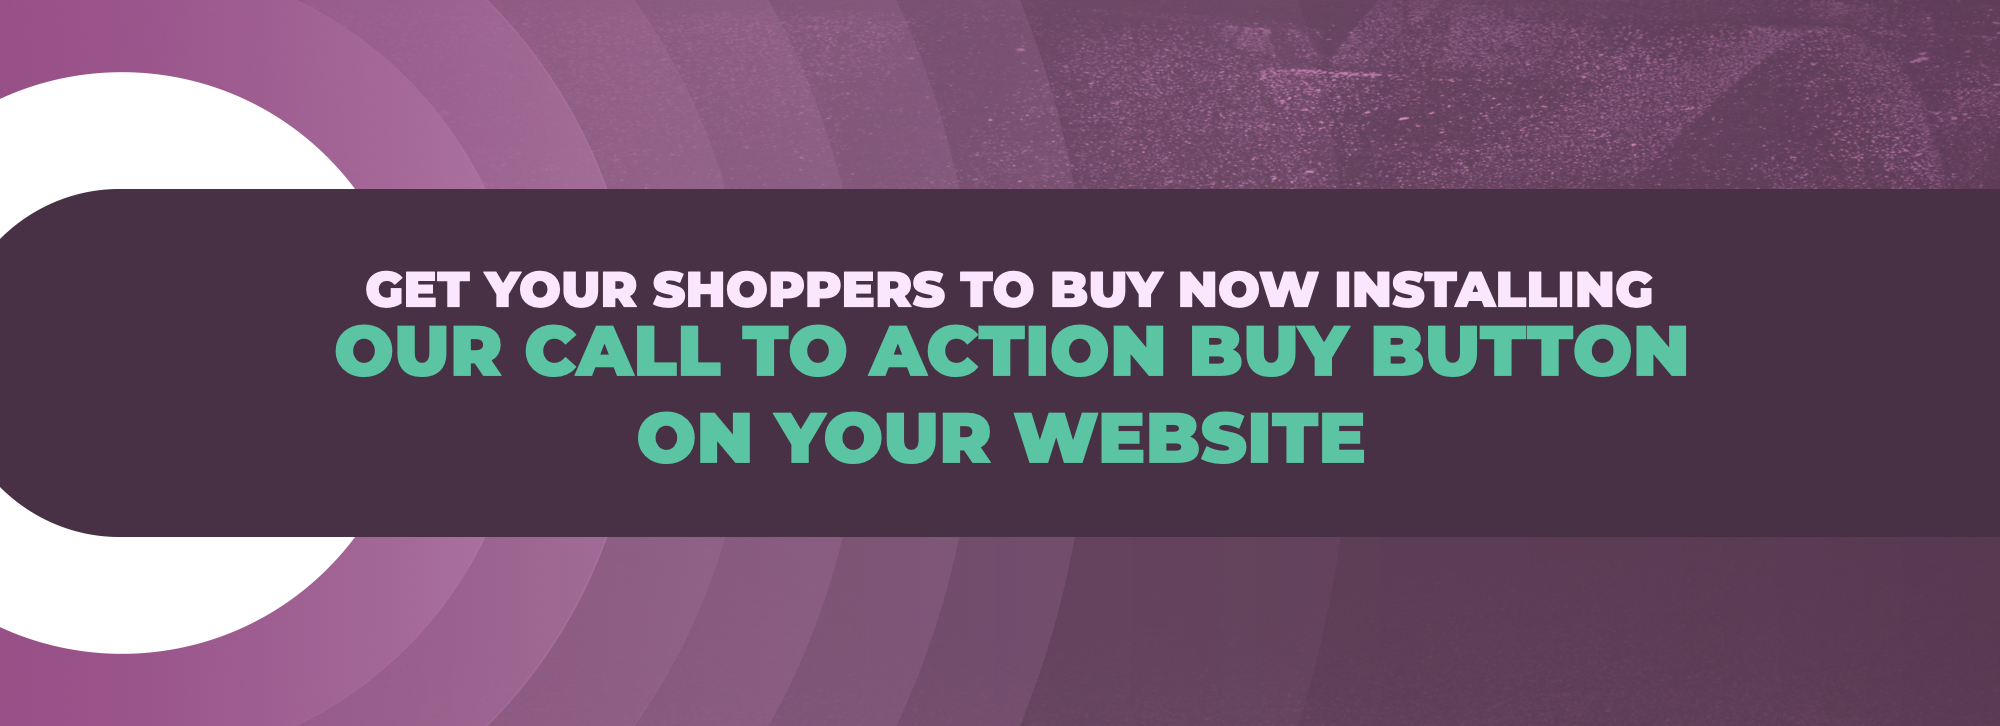 GET YOUR SHOPPERS TO BUY NOW INSTALLING
OUR CALL TO ACTION BUY BUTTON
ON YOUR WEBSITE